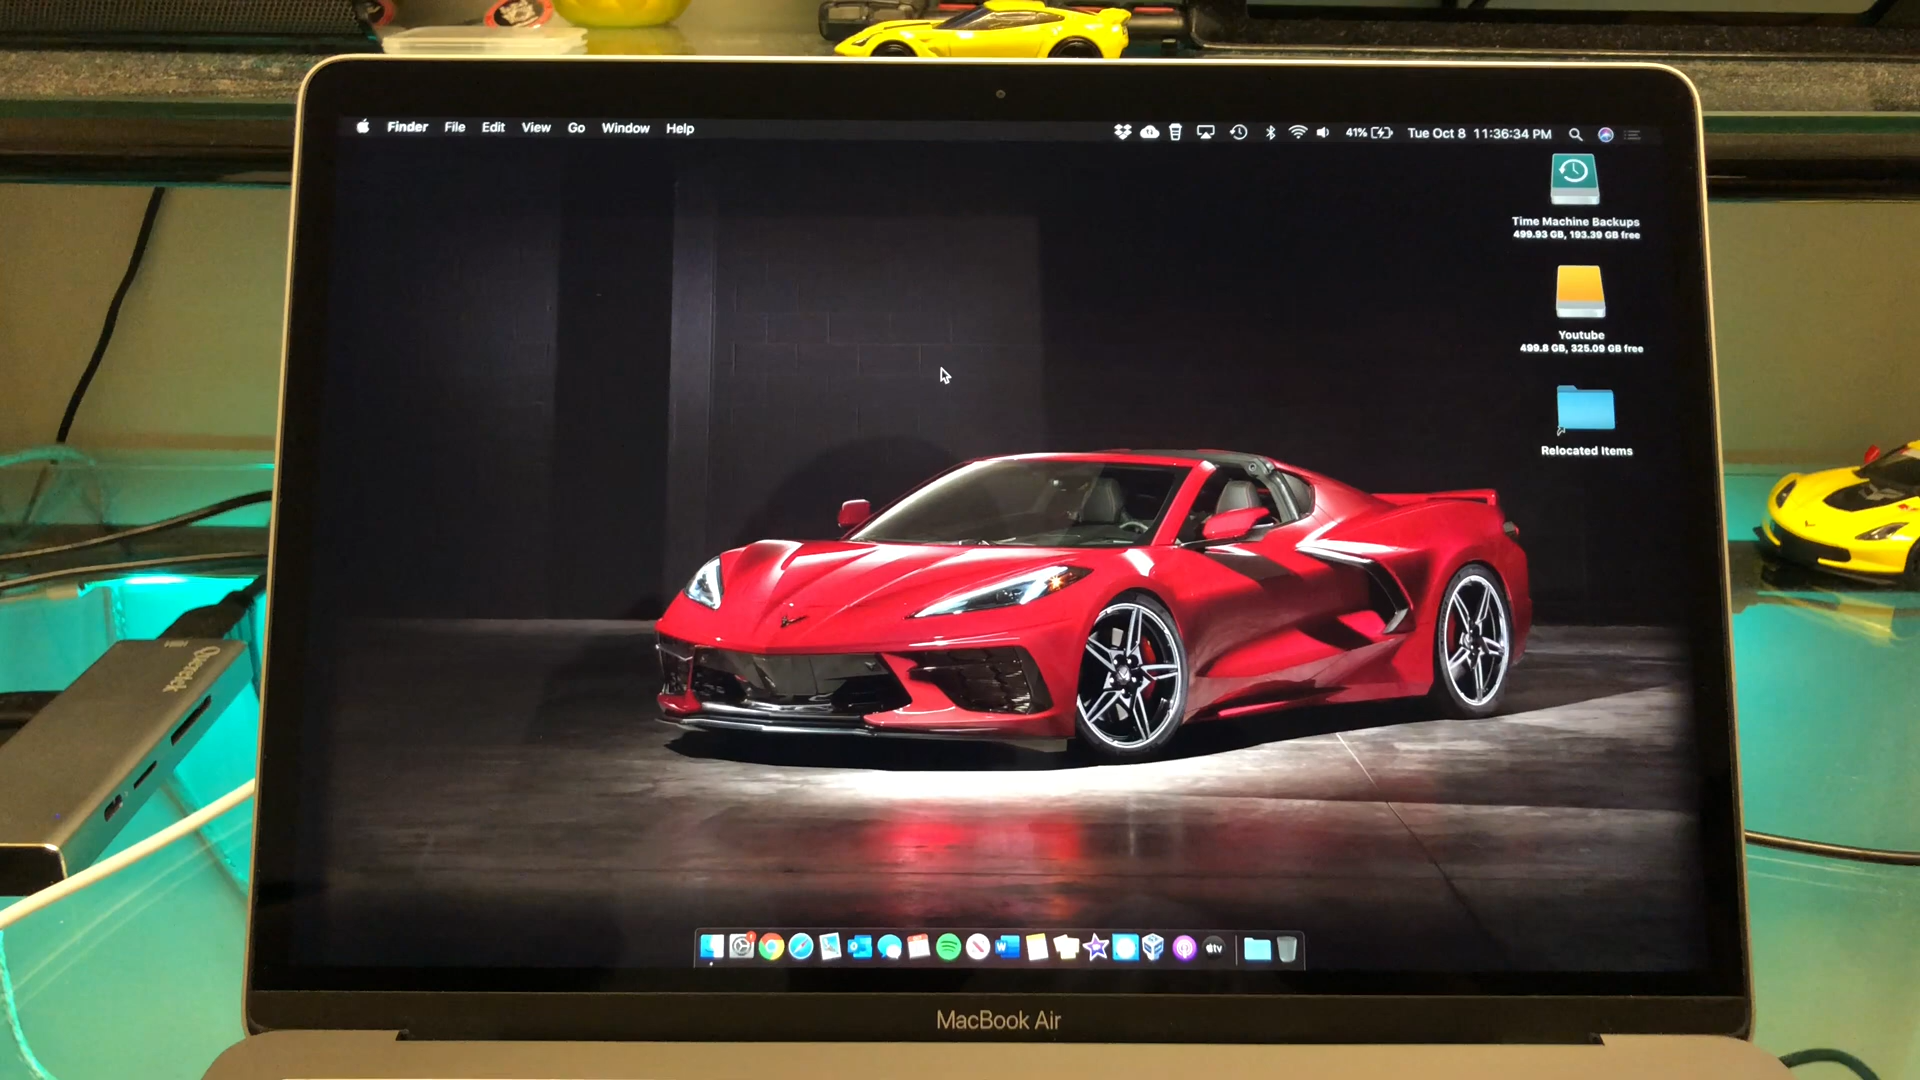 Finder File Edit View Go Window Help
41% Tue Oct 8 11:36:34 PM
Time Machine Backups
499.93 GB, 193.39 GB free
Youtube
499.8 GB, 325.09 GB free
Relocated Items
tv
MacBook Air